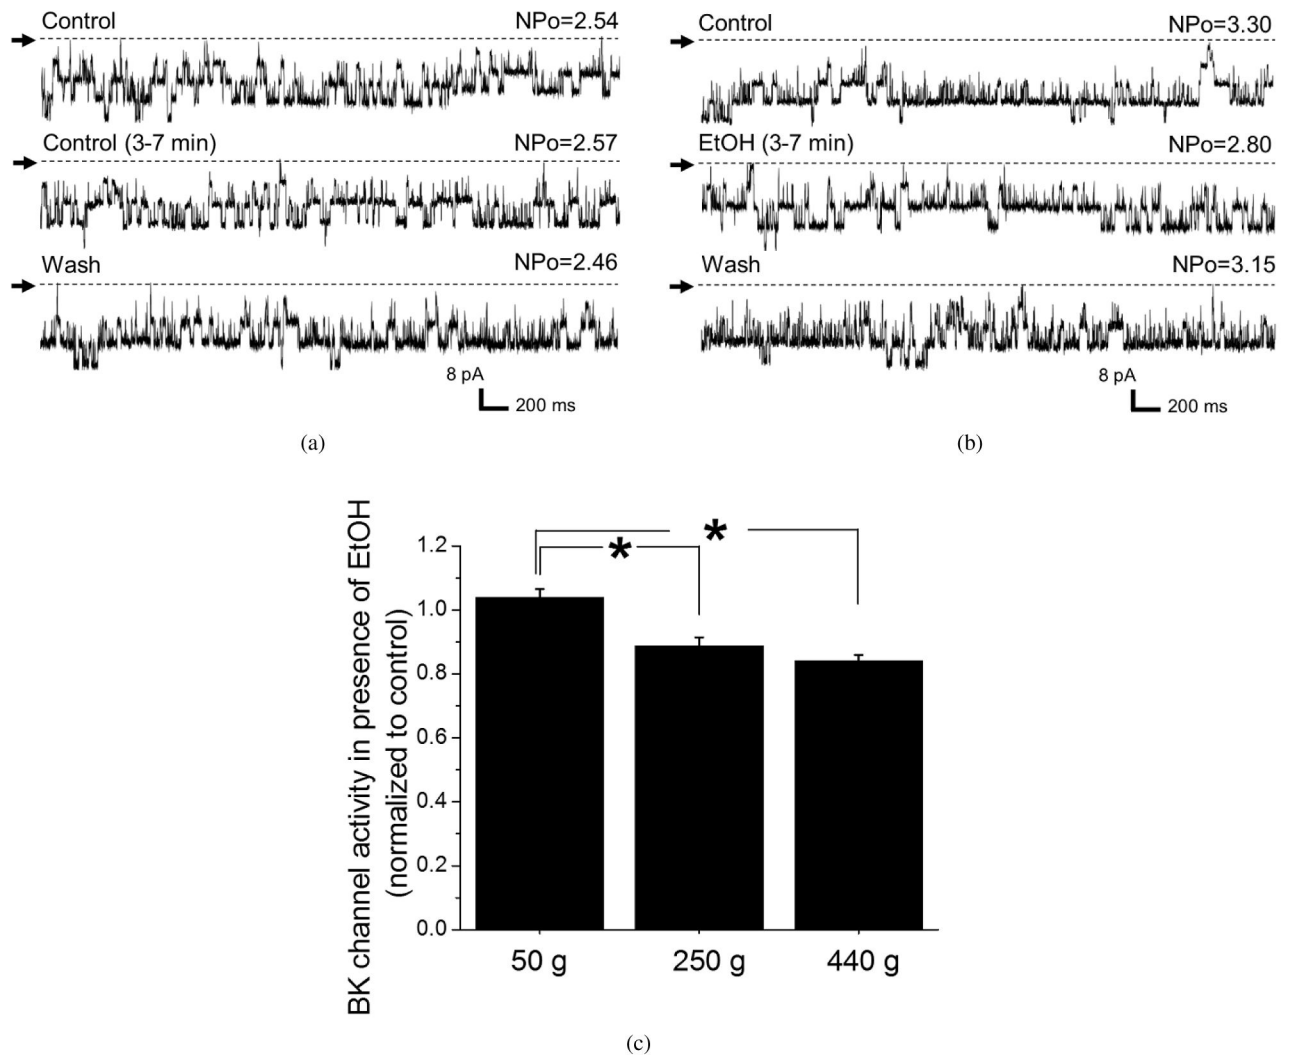 Control NPo=2.54
Control (3-7 min) NPo=2.57
Wash NPo=2.46
8 pA
200 ms
(a)
Control NPo=3.30
EtOH (3-7 min) NPo=2.80
Wash NPo=3.15
8 pA
200 ms
(b)
BK channel activity in presence of EtOH
(normalized to control)
1.2
1.0
0.8
0.6
0.4
0.2
0.0
* *
50 g 250 g 440 g
(c)